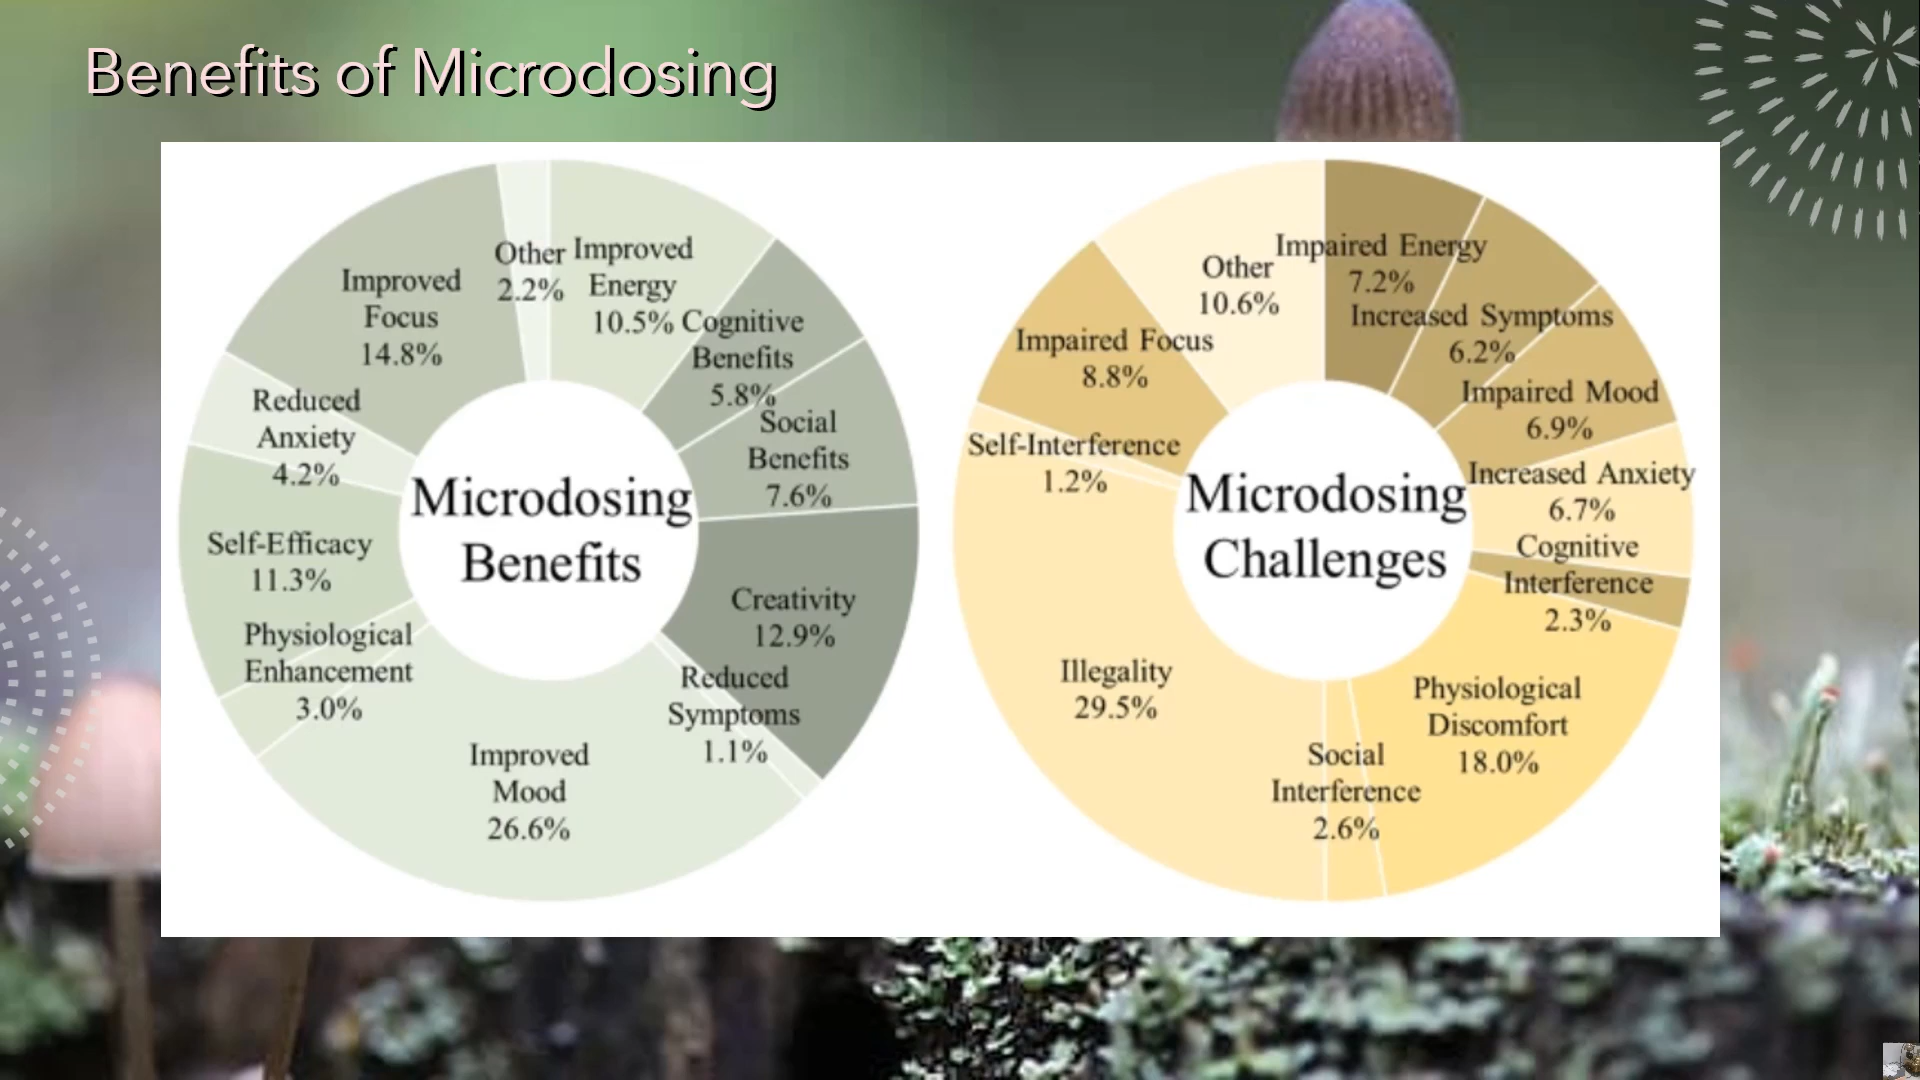 Benefits of Microdosing
Other
2.2%
Improved
Energy
10.5%
Cognitive
Benefits
5.8%
Social
Benefits
7.6%
Creativity
12.9%
Reduced
Symptoms
1.1%
Improved
Mood
26.6%
Physiological
Enhancement
3.0%
Self-Efficacy
11.3%
Reduced
Anxiety
4.2%
Improved
Focus
14.8%
Microdosing
Benefits
Impaired Energy
7.2%
Increased Symptoms
6.2%
Impaired Mood
6.9%
Increased Anxiety
6.7%
Cognitive
Interference
2.3%
Physiological
Discomfort
18.0%
Social
Interference
2.6%
Illegality
29.5%
Self-Interference
1.2%
Impaired Focus
8.8%
Other
10.6%
Microdosing
Challenges